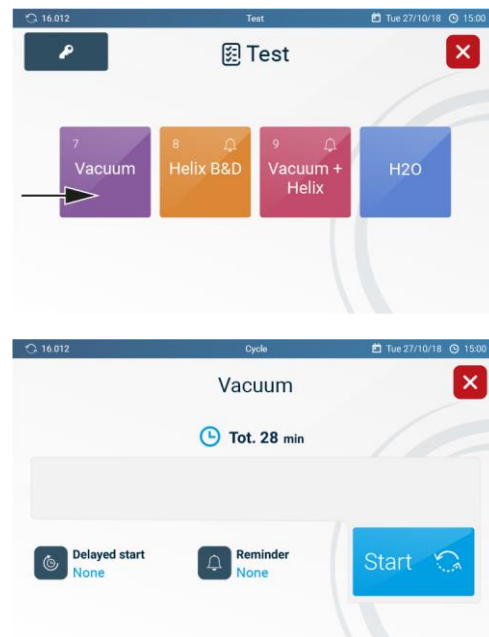 16.012 Test Tue 27/10/18 15:00
Test
7 8 9
Vacuum Helix B&D Vacuum + Helix H2O
16.012 Cycle Tue 27/10/18 15:00
Vacuum
Tot. 28 min
Delayed start
None
Reminder
None
Start